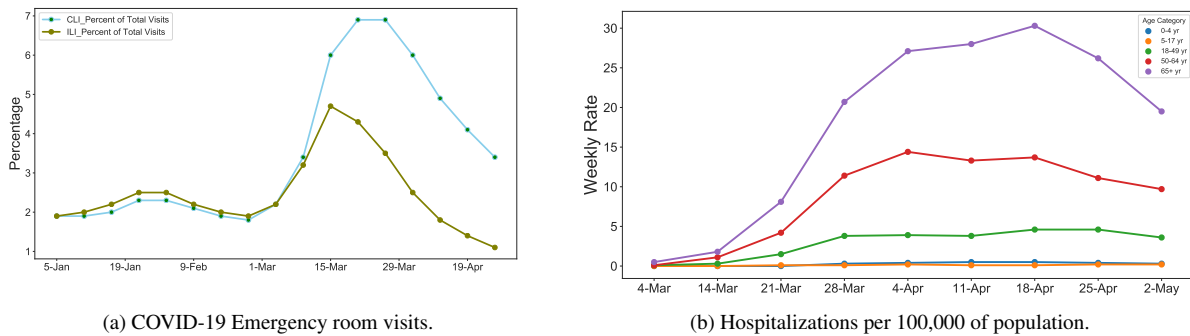 CLI_Percent of Total Visits
ILI_Percent of Total Visits
Percentage
7
6
5
4
3
2
1
5-Jan 19-Jan 9-Feb 1-Mar 15-Mar 29-Mar 19-Apr
(a) COVID-19 Emergency room visits.
Age Category
0-4 yr
5-17 yr
18-49 yr
50-64 yr
65+ yr
Weekly Rate
30
25
20
15
10
5
0
4-Mar 14-Mar 21-Mar 28-Mar 4-Apr 11-Apr 18-Apr 25-Apr 2-May
(b) Hospitalizations per 100,000 of population.